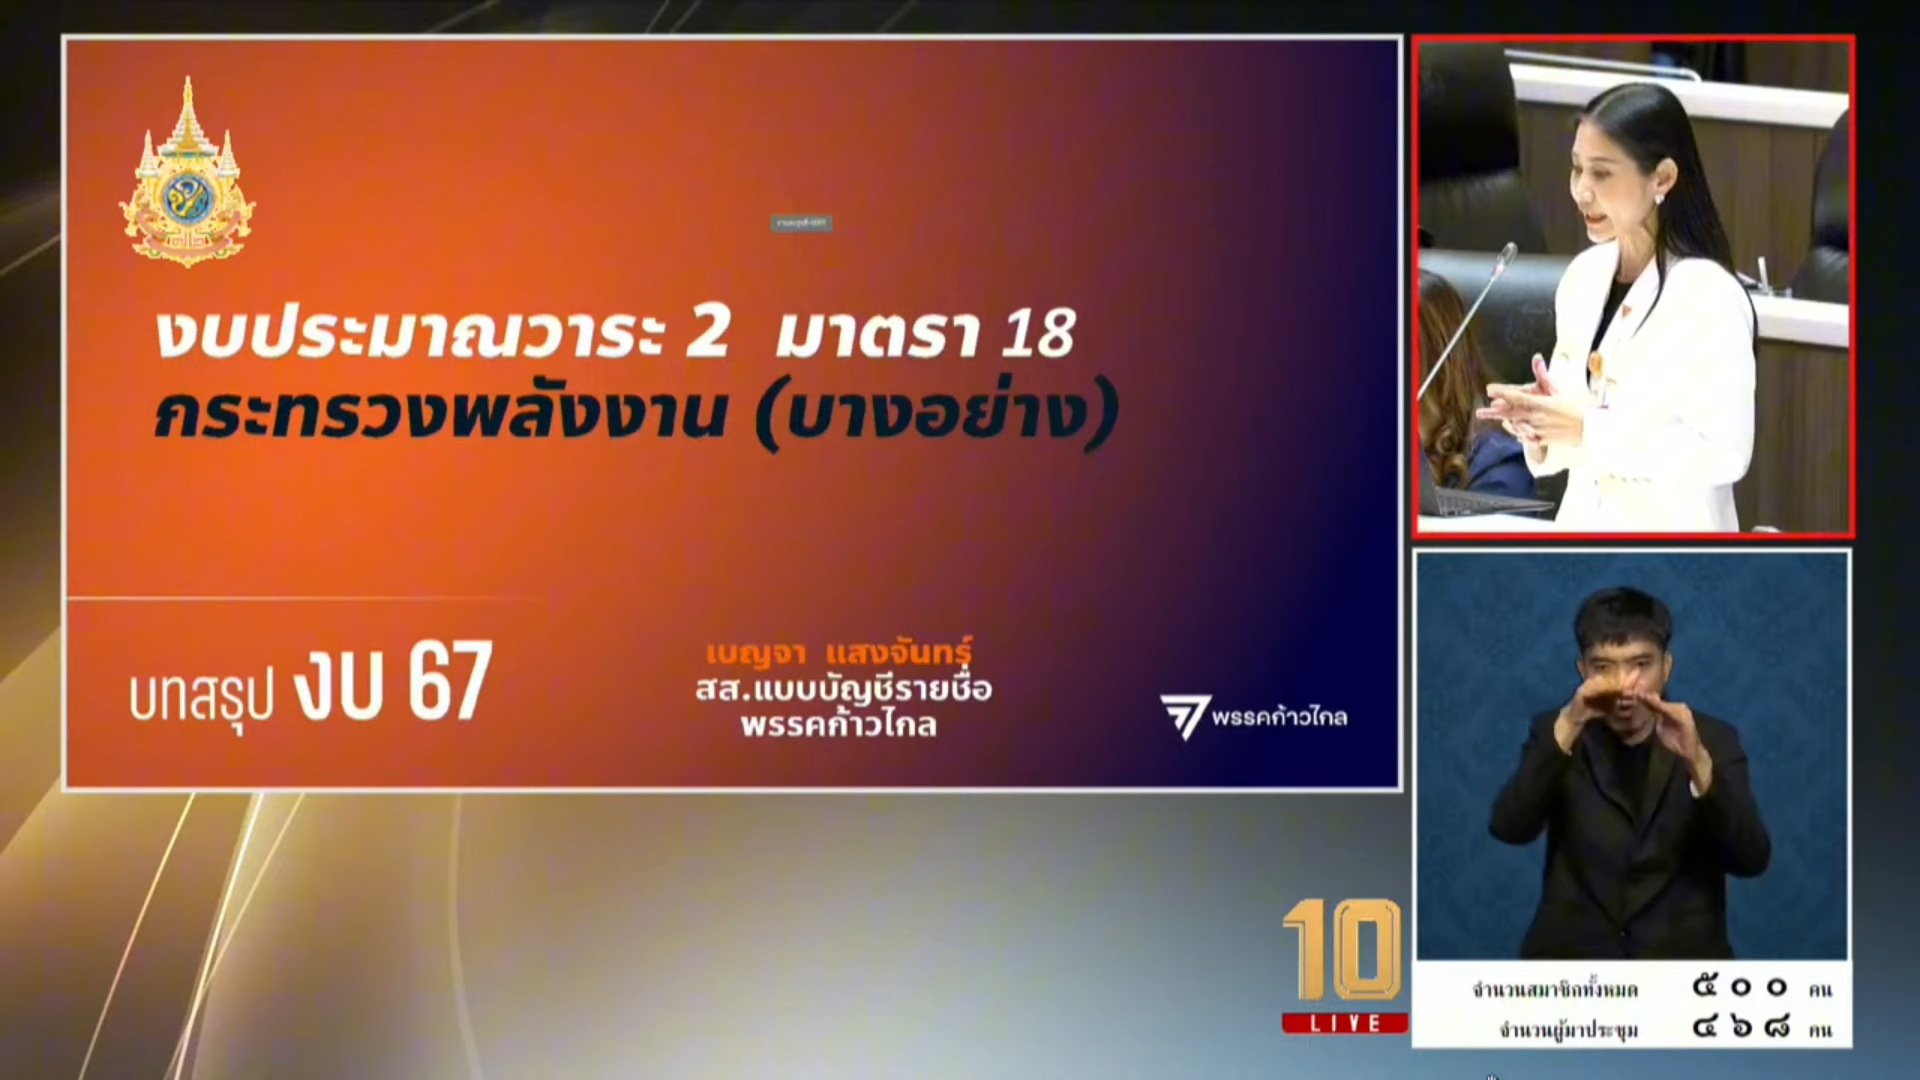 งบประมาณวาระ 2 มาตรา 18
กระทรวงพลังงาน (บางอย่าง)
บทสรุป งบ 67
เบญจา แสงจันทร์
สส.แบบบัญชีรายชื่อ
พรรคก้าวไกล
พรรคก้าวไกล
10
LIVE
จำนวนสมาชิกทั้งหมด ๕๐๐ คน
จำนวนผู้มาประชุม ๔๖๘ คน